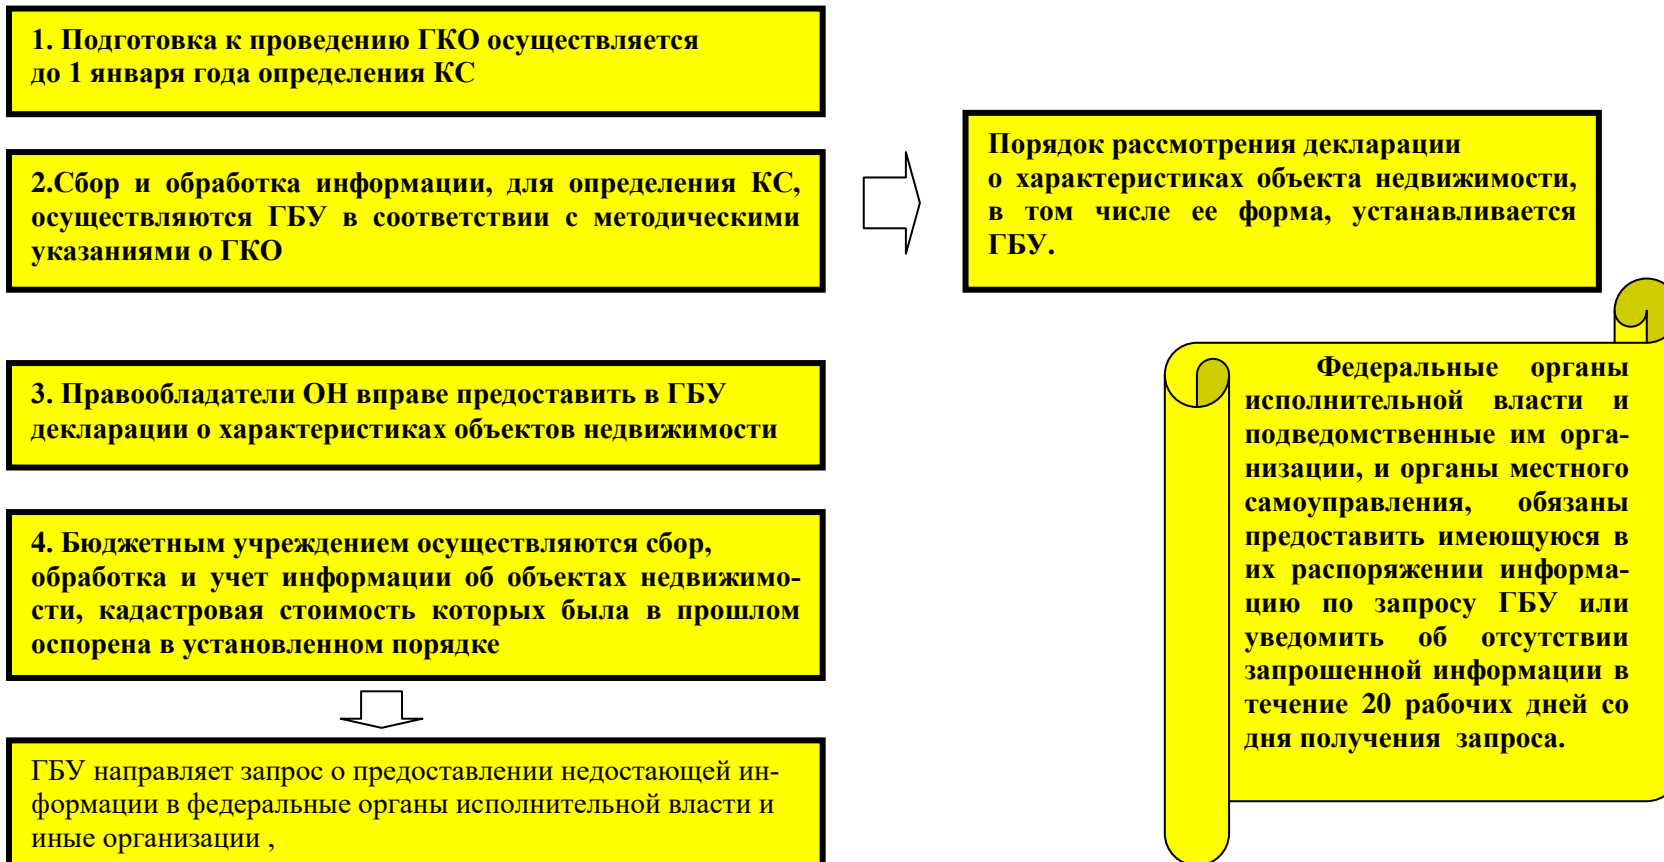 1. Подготовка к проведению ГКО осуществляется
до 1 января года определения КС
2.Сбор и обработка информации, для определения КС,
осуществляются ГБУ в соответствии с методическими
указаниями о ГКО
Порядок рассмотрения декларации
о характеристиках объекта недвижимости,
в том числе ее форма, устанавливается
ГБУ.
3. Правообладатели ОН вправе предоставить в ГБУ
декларации о характеристиках объектов недвижимости
4. Бюджетным учреждением осуществляются сбор,
обработка и учет информации об объектах недвижимо-
сти, кадастровая стоимость которых была в прошлом
оспорена в установленном порядке
ГБУ направляет запрос о предоставлении недостающей ин-
формации в федеральные органы исполнительной власти и
иные организации ,
Федеральные органы
исполнительной власти и
подведомственные им орга-
низации, и органы местного
самоуправления, обязаны
предоставить имеющуюся в
их распоряжении информа-
цию по запросу ГБУ или
уведомить об отсутствии
запрошенной информации в
течение 20 рабочих дней со
дня получения запроса.